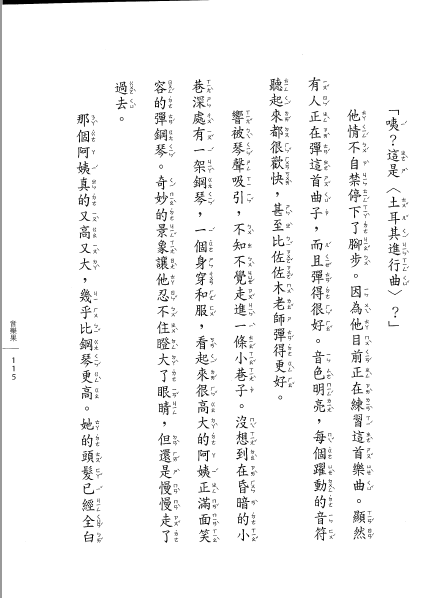 「咦？這是〈土耳其進行曲〉？」
他情不自禁停下了腳步。因為他目前正在練習這首樂曲。顯然
有人正在彈這首曲子，而且彈得很好。音色明亮，每個躍動的音符
聽起來都很歡快，甚至比佐佐木老師彈得更好。
響被琴聲吸引，不知不覺走進一條小巷子。沒想到在昏暗的小
巷深處有一架鋼琴，一個身穿和服，看起來很高大的阿姨正滿面笑
容的彈鋼琴。奇妙的景象讓他忍不住瞪大了眼睛，但還是慢慢走了
過去。
那個阿姨真的又高又大，幾乎比鋼琴更高。她的頭髮已經全白
音樂果 115